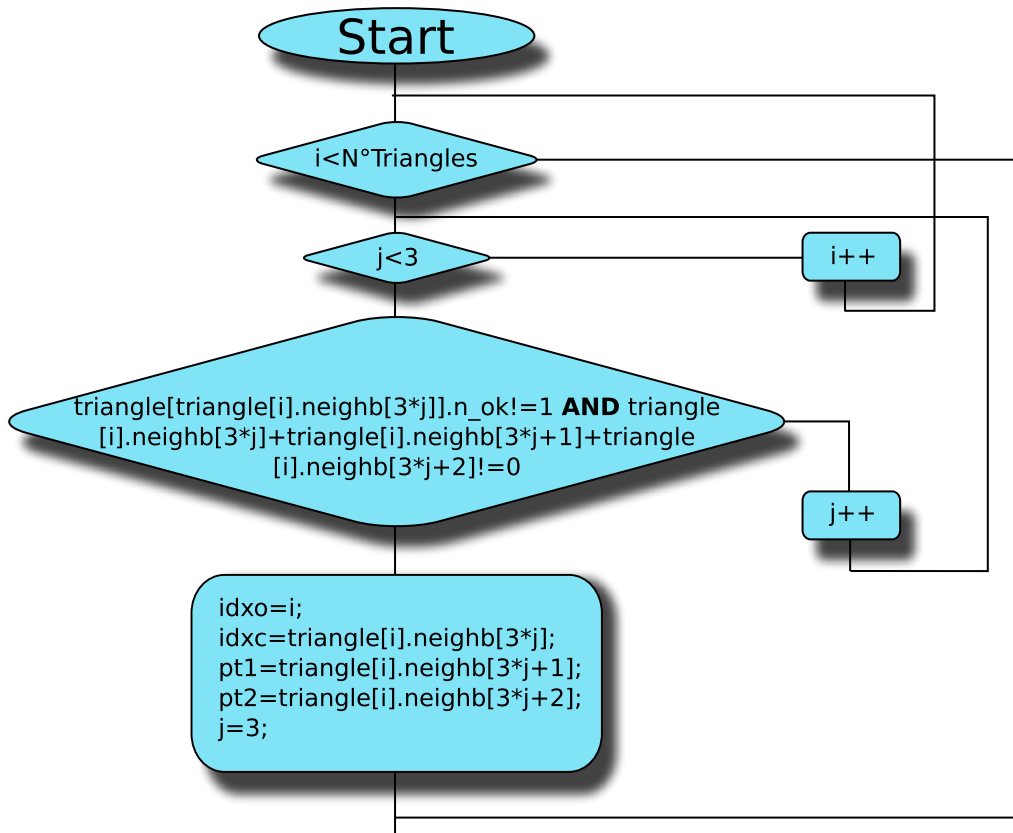 Start
i<N°Triangles
j<3
i++
triangle[triangle[i].neighb[3*j]].n_ok!=1 AND triangle
[i].neighb[3*j]+triangle[i].neighb[3*j+1]+triangle
[i].neighb[3*j+2]!=0
j++
idxo=i;
idxc=triangle[i].neighb[3*j];
pt1=triangle[i].neighb[3*j+1];
pt2=triangle[i].neighb[3*j+2];
j=3;